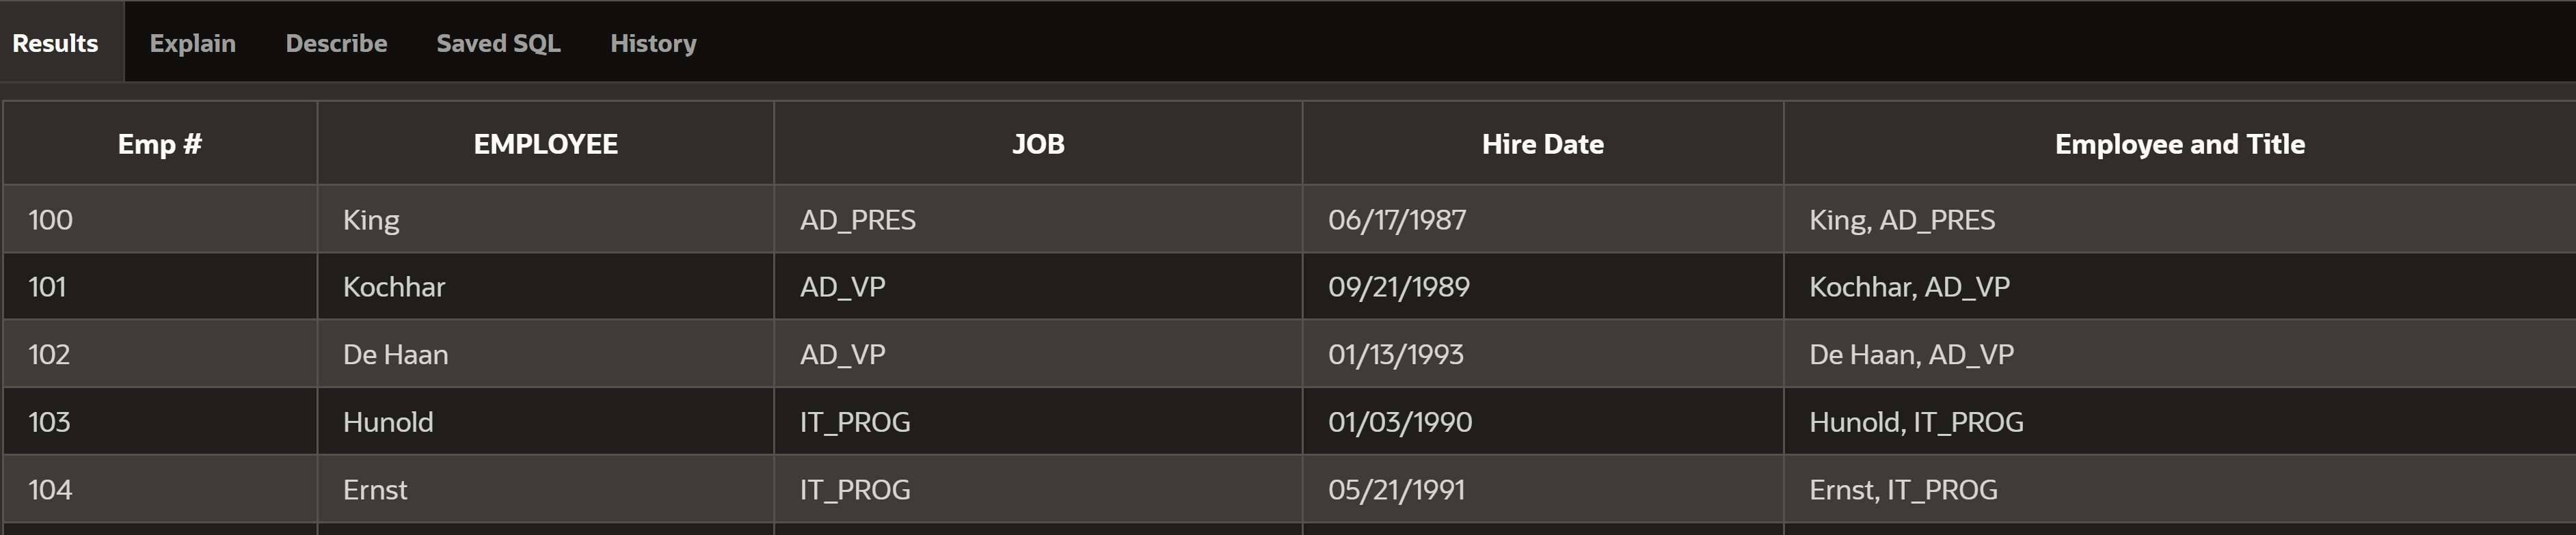 Results Explain Describe Saved SQL History
Emp # EMPLOYEE JOB Hire Date Employee and Title
100 King AD_PRES 06/17/1987 King, AD_PRES
101 Kochhar AD_VP 09/21/1989 Kochhar, AD_VP
102 De Haan AD_VP 01/13/1993 De Haan, AD_VP
103 Hunold IT_PROG 01/03/1990 Hunold, IT_PROG
104 Ernst IT_PROG 05/21/1991 Ernst, IT_PROG